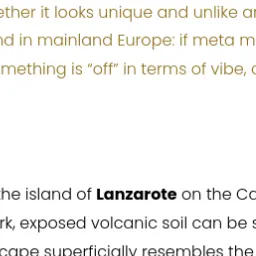 ether it looks unique and unlike a
nd in mainland Europe: if meta m
mething is “off” in terms of vibe,
the island of Lanzarote on the Ca
rk, exposed volcanic soil can be s
cape superficially resembles the